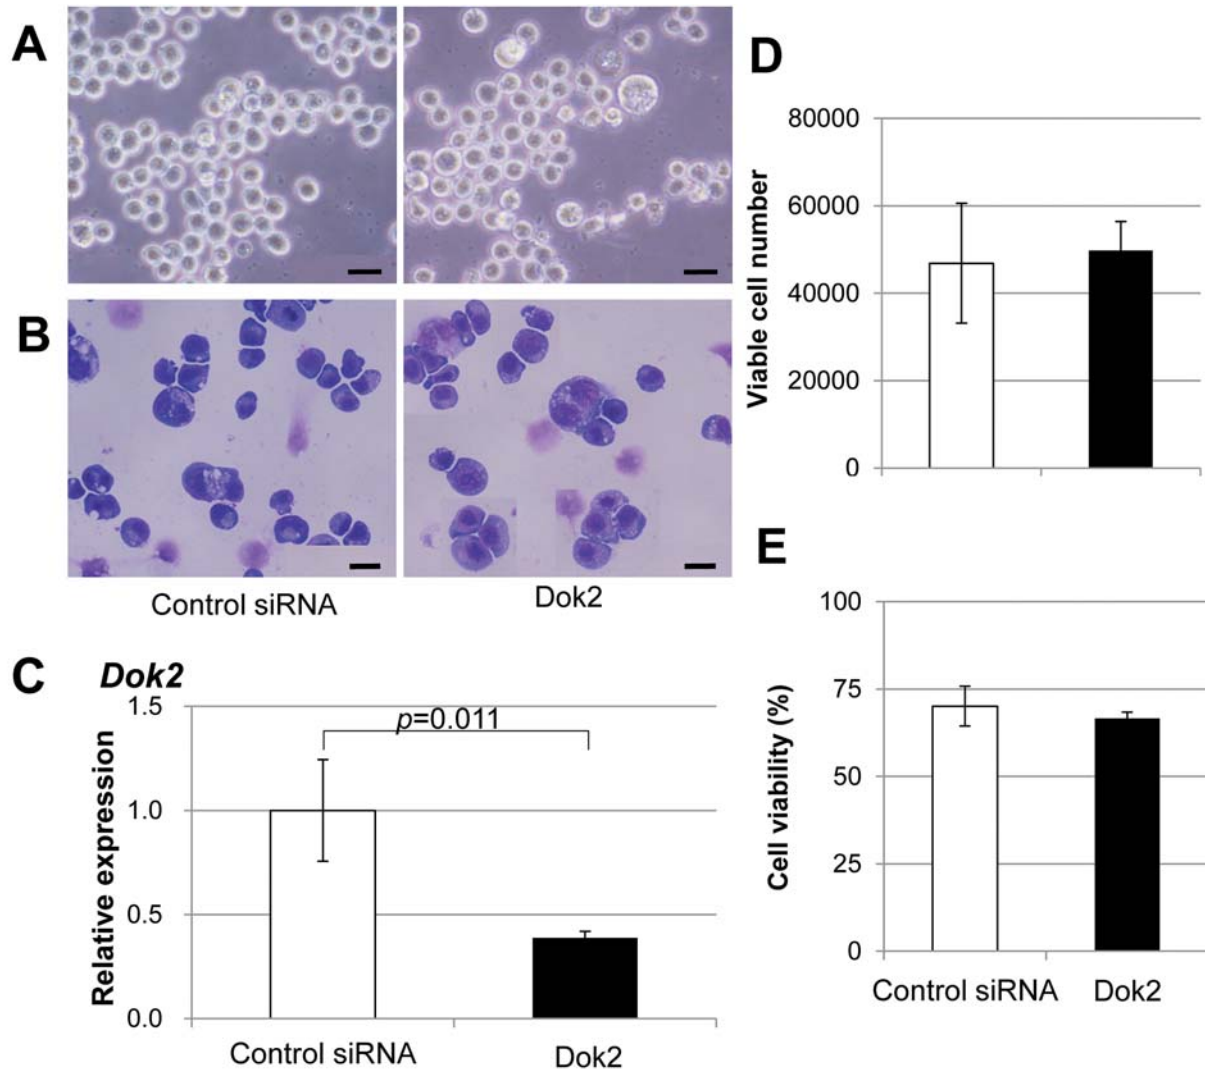 A
B
Control siRNA
Dok2
C
Dok2
1.5
1.0
0.5
0.0
Relative expression
p=0.011
Control siRNA
Dok2
D
80000
60000
40000
20000
0
Viable cell number
E
100
75
50
25
0
Cell viability (%)
Control siRNA
Dok2